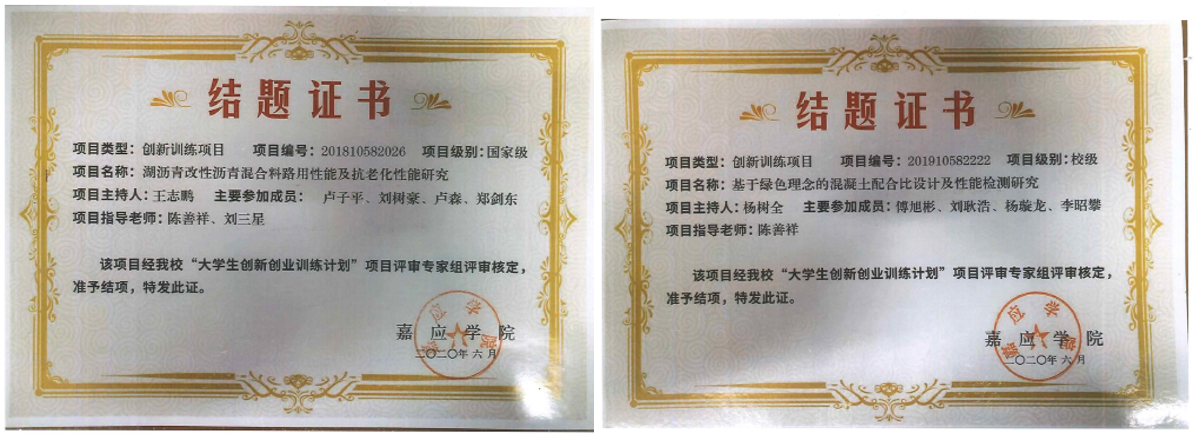 结题证书
项目类型：创新训练项目 项目编号：201810582026 项目级别：国家级
项目名称：湖沥青改性沥青混合料路用性能及抗老化性能研究
项目主持人：王志鹏 主要参加成员： 卢子平、刘树豪、卢森、郑剑东
项目指导老师：陈善祥、刘三星
该项目经我校“大学生创新创业训练计划”项目评审专家组评审核定，
准予结项，特发此证。
嘉应学院
二〇二〇年六月
结题证书
项目类型：创新训练项目 项目编号：201910582222 项目级别：校级
项目名称：基于绿色理念的混凝土配合比设计及性能检测研究
项目主持人：杨树全 主要参加成员：傅旭彬、刘耿浩、杨璇龙、李昭攀
项目指导老师：陈善祥
该项目经我校“大学生创新创业训练计划”项目评审专家组评审核定，
准予结项，特发此证。
嘉应学院
二〇二〇年六月